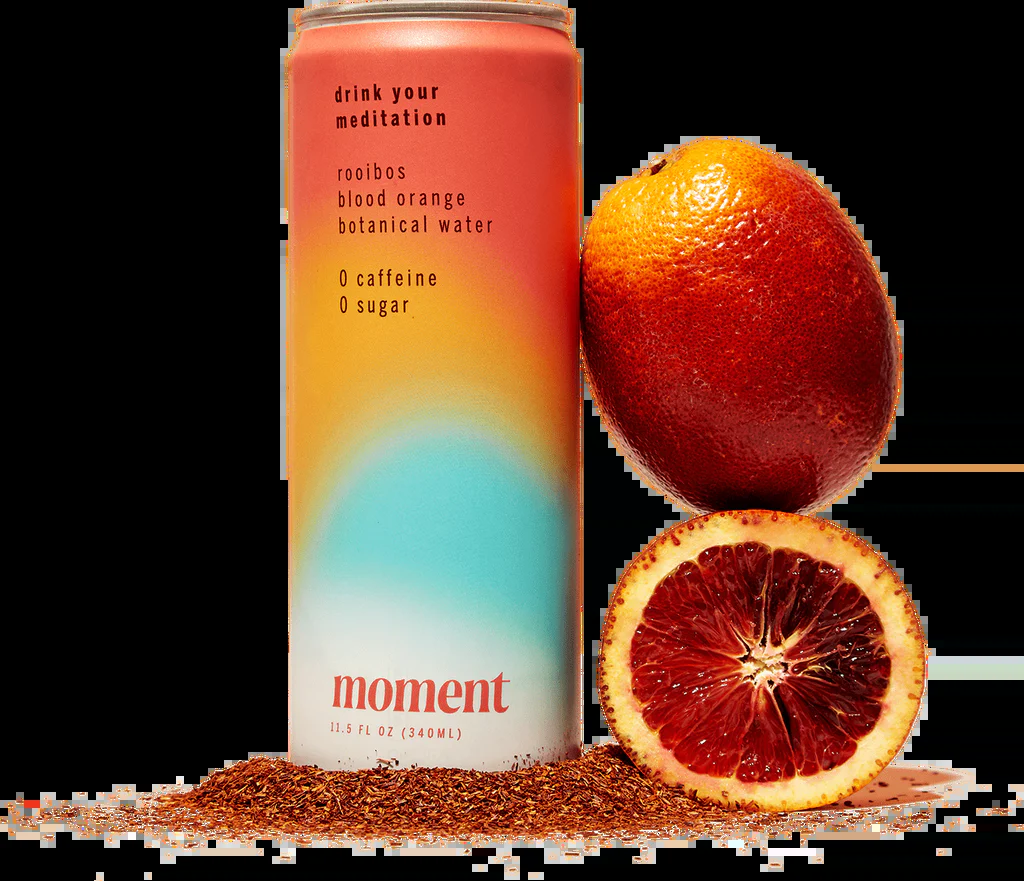 drink your
meditation
rooibos
blood orange
botanical water
0 caffeine
0 sugar
moment
11.5 FL OZ (340ML)